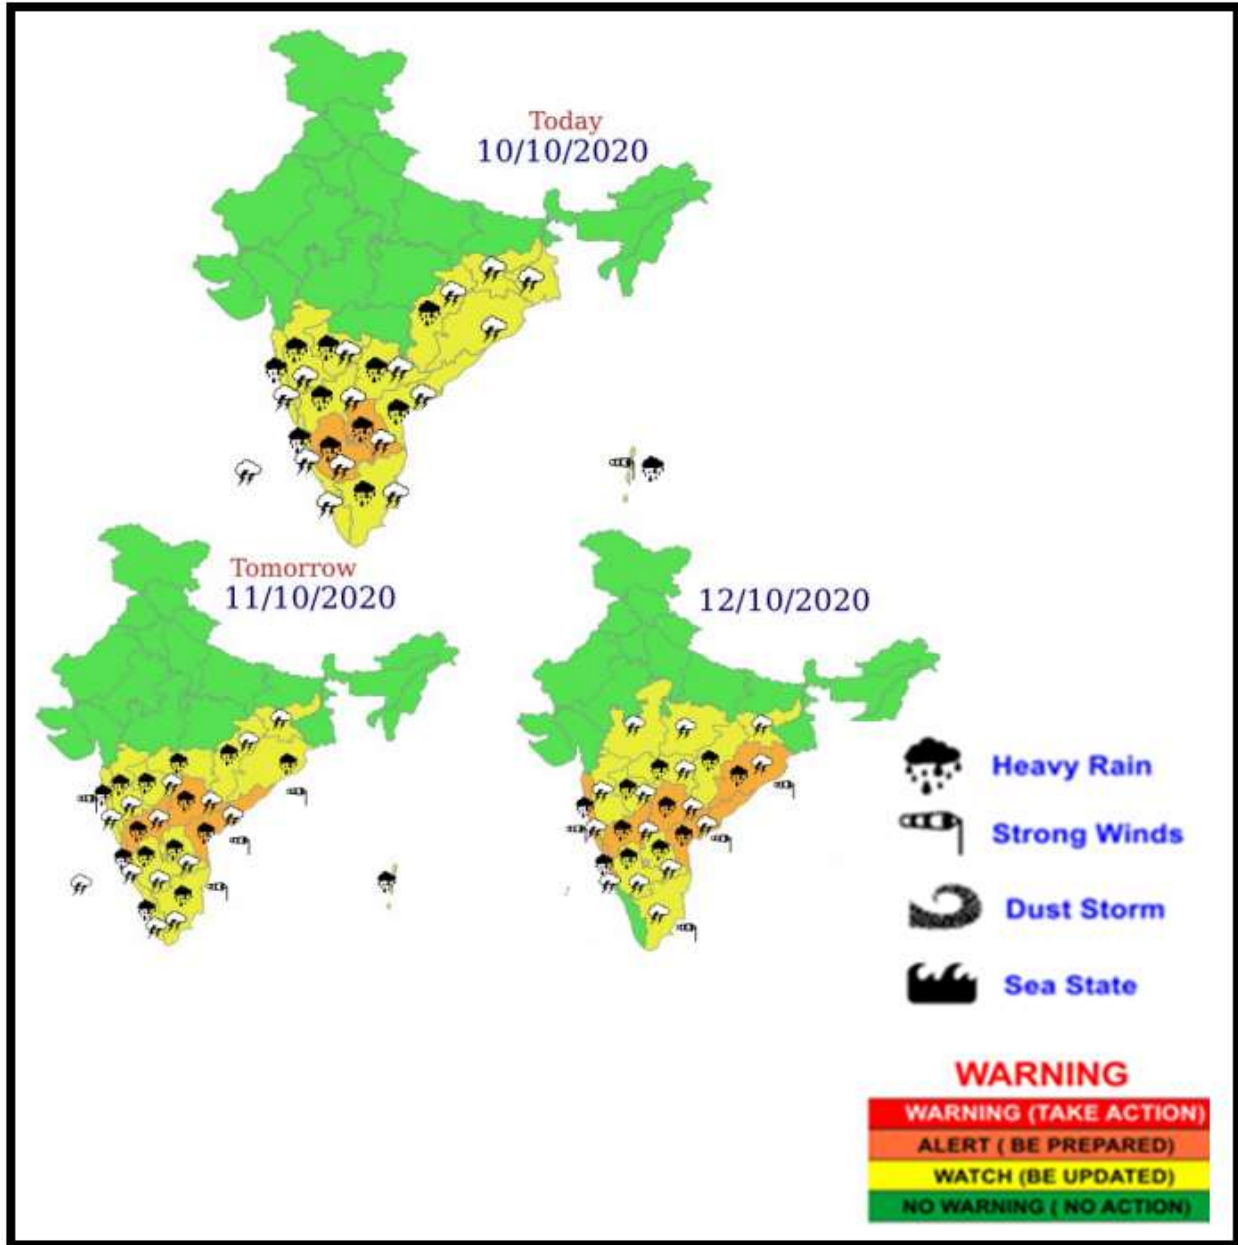 Today
10/10/2020
Tomorrow
11/10/2020
12/10/2020
Heavy Rain
Strong Winds
Dust Storm
Sea State
WARNING
WARNING (TAKE ACTION)
ALERT ( BE PREPARED)
WATCH (BE UPDATED)
NO WARNING ( NO ACTION)